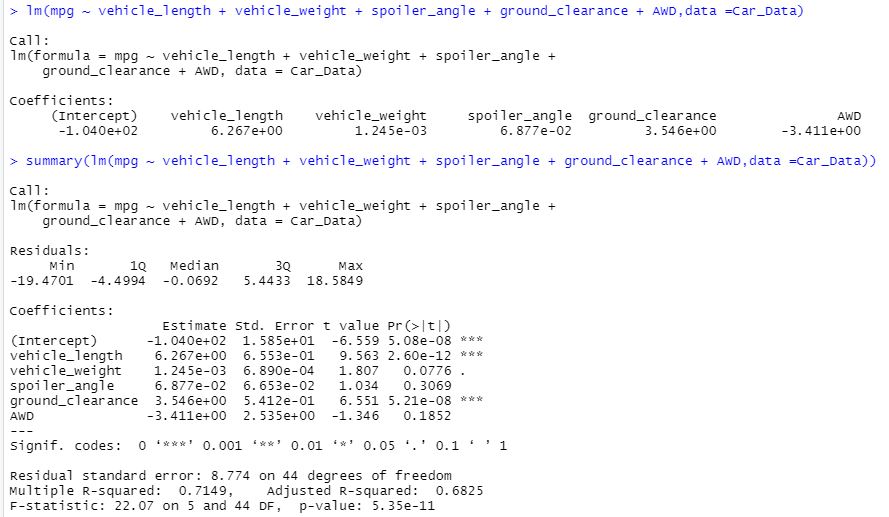 > lm(mpg ~ vehicle_length + vehicle_weight + spoiler_angle + ground_clearance + AWD,data =Car_Data)
Call:
lm(formula = mpg ~ vehicle_length + vehicle_weight + spoiler_angle +
    ground_clearance + AWD, data = Car_Data)
Coefficients:
     (Intercept)    vehicle_length    vehicle_weight     spoiler_angle  ground_clearance               AWD
      -1.040e+02         6.267e+00         1.245e-03         6.877e-02         3.546e+00        -3.411e+00
> summary(lm(mpg ~ vehicle_length + vehicle_weight + spoiler_angle + ground_clearance + AWD,data =Car_Data))
Call:
lm(formula = mpg ~ vehicle_length + vehicle_weight + spoiler_angle +
    ground_clearance + AWD, data = Car_Data)
Residuals:
     Min       1Q   Median       3Q      Max
-19.4701  -4.4994  -0.0692   5.4433  18.5849
Coefficients:
                   Estimate Std. Error t value Pr(>|t|)
(Intercept)      -1.040e+02  1.585e+01  -6.559 5.08e-08 ***
vehicle_length    6.267e+00  6.553e-01   9.563 2.60e-12 ***
vehicle_weight    1.245e-03  6.890e-04   1.807   0.0776 .
spoiler_angle     6.877e-02  6.653e-02   1.034   0.3069
ground_clearance  3.546e+00  5.412e-01   6.551 5.21e-08 ***
AWD              -3.411e+00  2.535e+00  -1.346   0.1852
---
Signif. codes:  0 ‘***’ 0.001 ‘**’ 0.01 ‘*’ 0.05 ‘.’ 0.1 ‘ ’ 1
Residual standard error: 8.774 on 44 degrees of freedom
Multiple R-squared:  0.7149,    Adjusted R-squared:  0.6825
F-statistic: 22.07 on 5 and 44 DF,  p-value: 5.35e-11